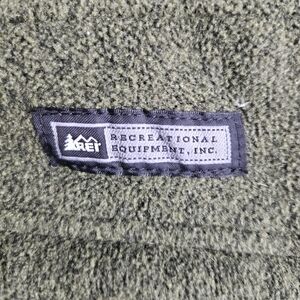 REI
RECREATIONAL
EQUIPMENT, INC.